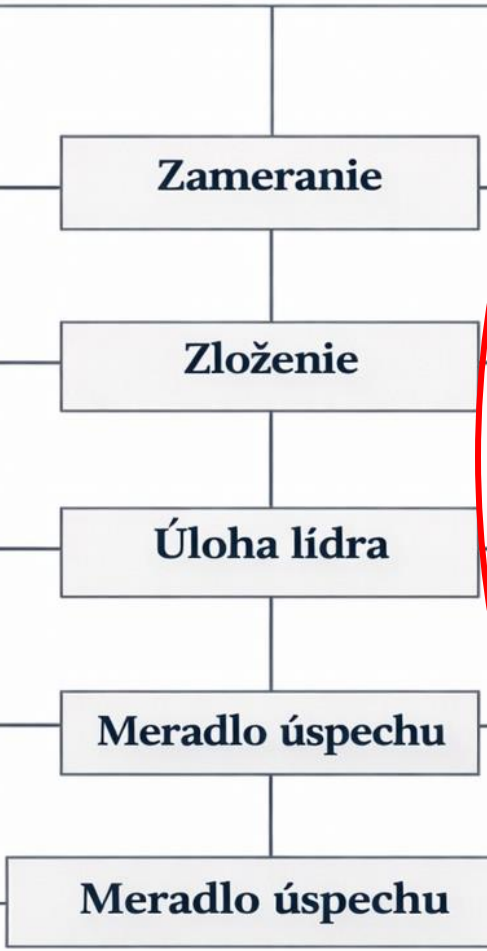 Zameranie
Zloženie
Úloha lídra
Meradlo úspechu
Meradlo úspechu